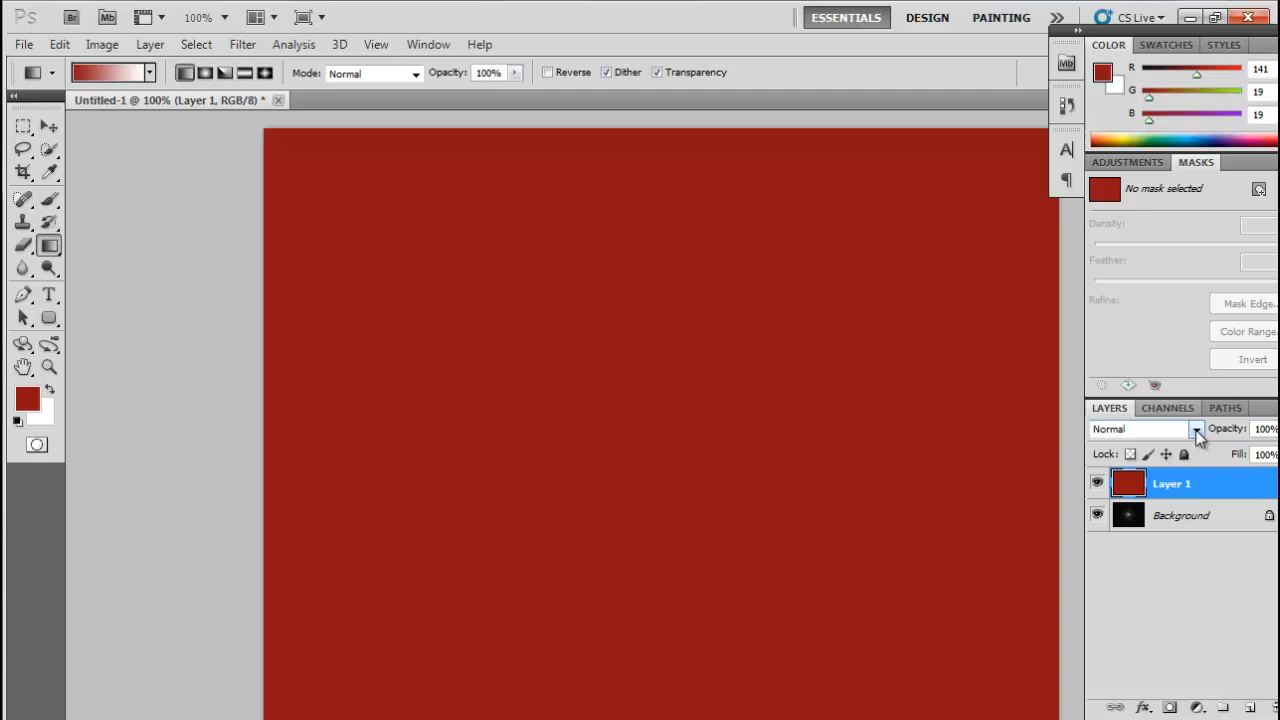 Ps Br Mb 100% ESSENTIALS DESIGN PAINTING CS Live
File Edit Image Layer Select Filter Analysis 3D View Window Help
Mode: Normal Opacity: 100% Reverse Dither Transparency
Untitled-1 @ 100% (Layer 1, RGB/8) *
COLOR SWATCHES STYLES
Mb
R 141
G 19
B 19
A
ADJUSTMENTS MASKS
No mask selected
Density:
Feather:
Refine:
Mask Edge..
Color Range.
Invert
LAYERS CHANNELS PATHS
Normal Opacity: 100%
Lock: Fill: 100%
Layer 1
Background
fx
T